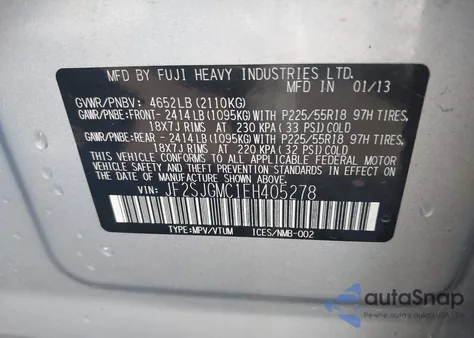 MFD BY FUJI HEAVY INDUSTRIES LTD.
MFD IN 01/13
GVWR/PNBV: 4652LB (2110KG)
GAWR/PNBE:FRONT- 2414LB(1095KG)WITH P225/55R18 97H TIRES,
18X7J RIMS AT 230 KPA(33 PSI)COLD
GAWR/PNBE:REAR - 2414LB(1095KG)WITH P225/55R18 97H TIRES,
18X7J RIMS AT 220 KPA(32 PSI)COLD
THIS VEHICLE CONFORMS TO ALL APPLICABLE FEDERAL MOTOR
VEHICLE SAFETY BUMPER, AND THEFT PREVENTION
STANDARDS IN EFFECT ON THE DATE OF MANUFACTURE SHOWN
ABOVE.
VIN: JF2SJGMC1EH405278
TYPE:MPV/VTUM ICES/NMB-002
autoSnap